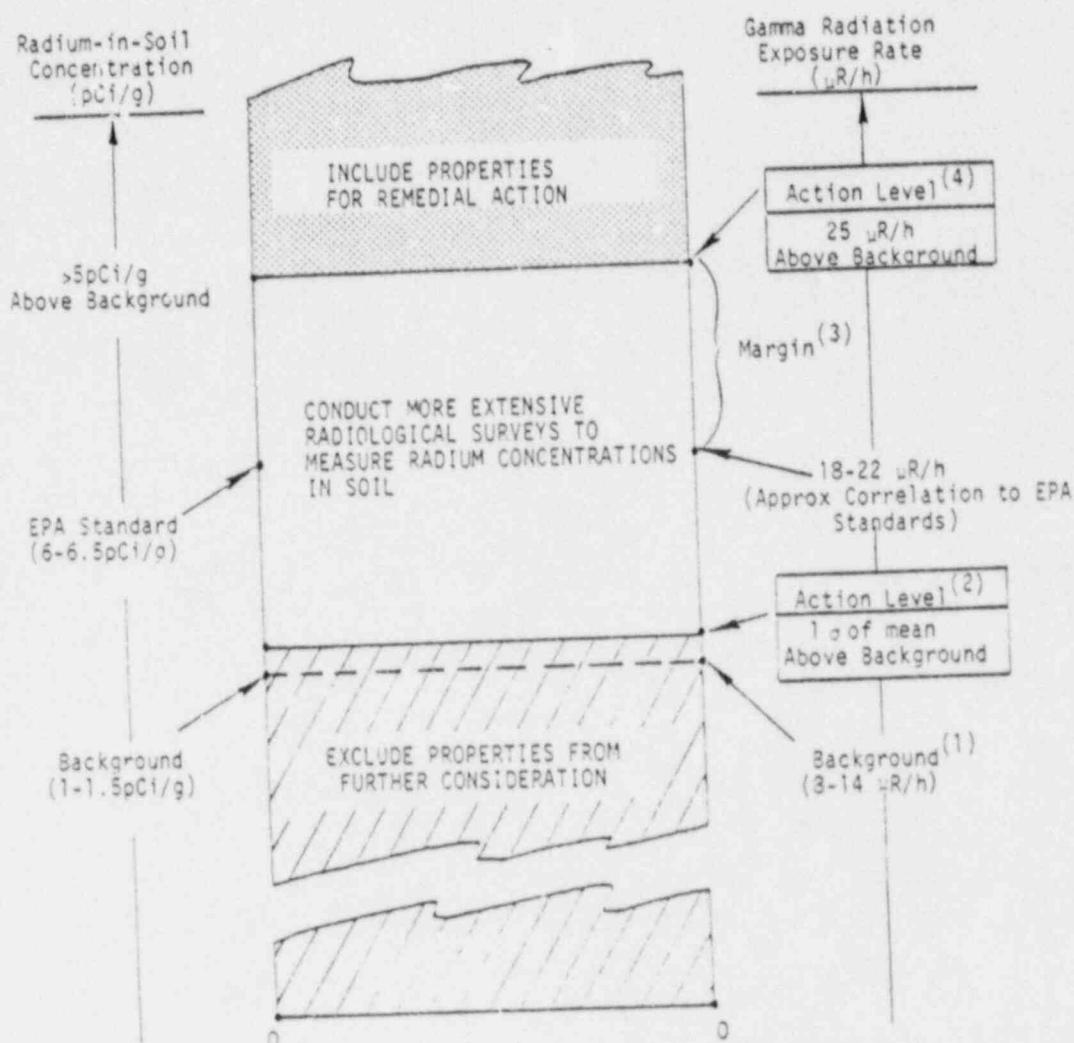 Radium-in-Soil
Concentration
(pCi/g)
Gamma Radiation
Exposure Rate
(µR/h)
INCLUDE PROPERTIES
FOR REMEDIAL ACTION
Action Level(4)
25 µR/h
Above Background
>5pCi/g
Above Background
Margin(3)
CONDUCT MORE EXTENSIVE
RADIOLOGICAL SURVEYS TO
MEASURE RADIUM CONCENTRATIONS
IN SOIL
18-22 µR/h
(Approx Correlation to EPA
Standards)
EPA Standard
(6-6.5pCi/g)
Action Level(2)
1 σ of mean
Above Background
Background
(1-1.5pCi/g)
EXCLUDE PROPERTIES FROM
FURTHER CONSIDERATION
Background(1)
(3-14 µR/h)
0
0